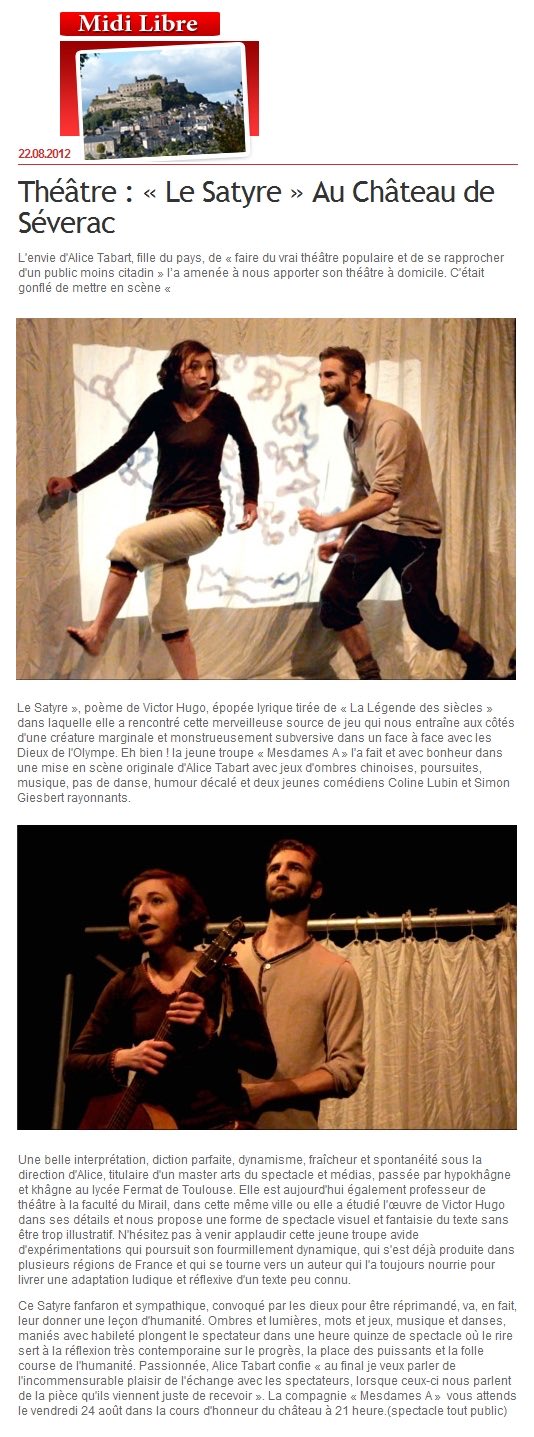 Midi Libre
22.08.2012
Théâtre : « Le Satyre » Au Château de
Séverac
L'envie d'Alice Tabart, fille du pays, de « faire du vrai théâtre populaire et de se rapprocher
d'un public moins citadin » l'a amenée à nous apporter son théâtre à domicile. C'était
gonflé de mettre en scène «
Le Satyre », poème de Victor Hugo, épopée lyrique tirée de « La Légende des siècles »
dans laquelle elle a rencontré cette merveilleuse source de jeu qui nous entraîne aux côtés
d'une créature marginale et monstrueusement subversive dans un face à face avec les
Dieux de l'Olympe. Eh bien ! la jeune troupe « Mesdames A » l'a fait et avec bonheur dans
une mise en scène originale d'Alice Tabart avec jeux d'ombres chinoises, poursuites,
musique, pas de danse, humour décalé et deux jeunes comédiens Coline Lubin et Simon
Giesbert rayonnants.
Une belle interprétation, diction parfaite, dynamisme, fraîcheur et spontanéité sous la
direction d'Alice, titulaire d'un master arts du spectacle et médias, passée par hypokhâgne
et khâgne au lycée Fermat de Toulouse. Elle est aujourd'hui également professeur de
théâtre à la faculté du Mirail, dans cette même ville ou elle a étudié l'œuvre de Victor Hugo
dans ses détails et nous propose une forme de spectacle visuel et fantaisie du texte sans
être trop illustratif. N'hésitez pas à venir applaudir cette jeune troupe avide
d'expérimentations qui poursuit son fourmillement dynamique, qui s'est déjà produite dans
plusieurs régions de France et qui se tourne vers un auteur qui l'a toujours nourrie pour
livrer une adaptation ludique et réflexive d'un texte peu connu.
Ce Satyre fanfaron et sympathique, convoqué par les dieux pour être réprimandé, va, en fait,
leur donner une leçon d'humanité. Ombres et lumières, mots et jeux, musique et danses,
maniés avec habileté plongent le spectateur dans une heure quinze de spectacle où le rire
sert à la réflexion très contemporaine sur le progrès, la place des puissants et la folle
course de l'humanité. Passionnée, Alice Tabart confie « au final je veux parler de
l'incommensurable plaisir de l'échange avec les spectateurs, lorsque ceux-ci nous parlent
de la pièce qu'ils viennent juste de recevoir ». La compagnie « Mesdames A » vous attends
le vendredi 24 août dans la cours d'honneur du château à 21 heure.(spectacle tout public)